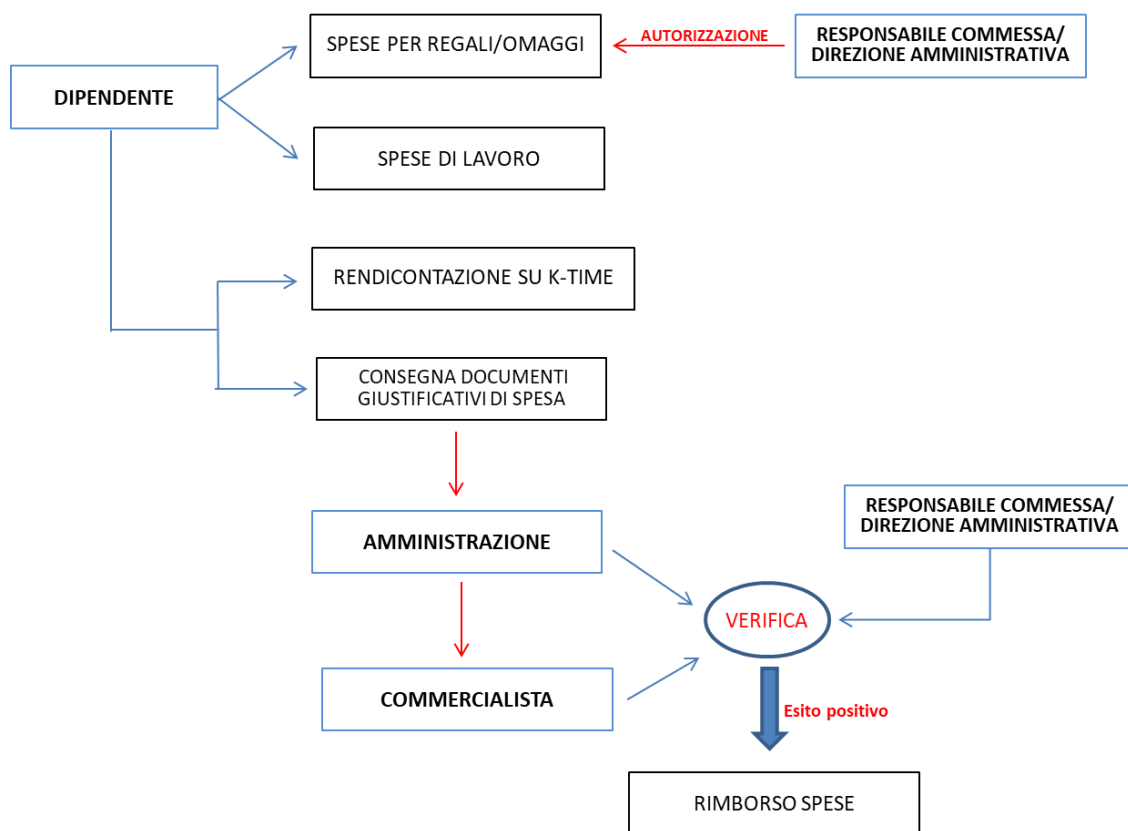 SPESE PER REGALI/OMAGGI
AUTORIZZAZIONE
RESPONSABILE COMMESSA/
DIREZIONE AMMINISTRATIVA
DIPENDENTE
SPESE DI LAVORO
RENDICONTAZIONE SU K-TIME
CONSEGNA DOCUMENTI
GIUSTIFICATIVI DI SPESA
RESPONSABILE COMMESSA/
DIREZIONE AMMINISTRATIVA
AMMINISTRAZIONE
VERIFICA
COMMERCIALISTA
Esito positivo
RIMBORSO SPESE